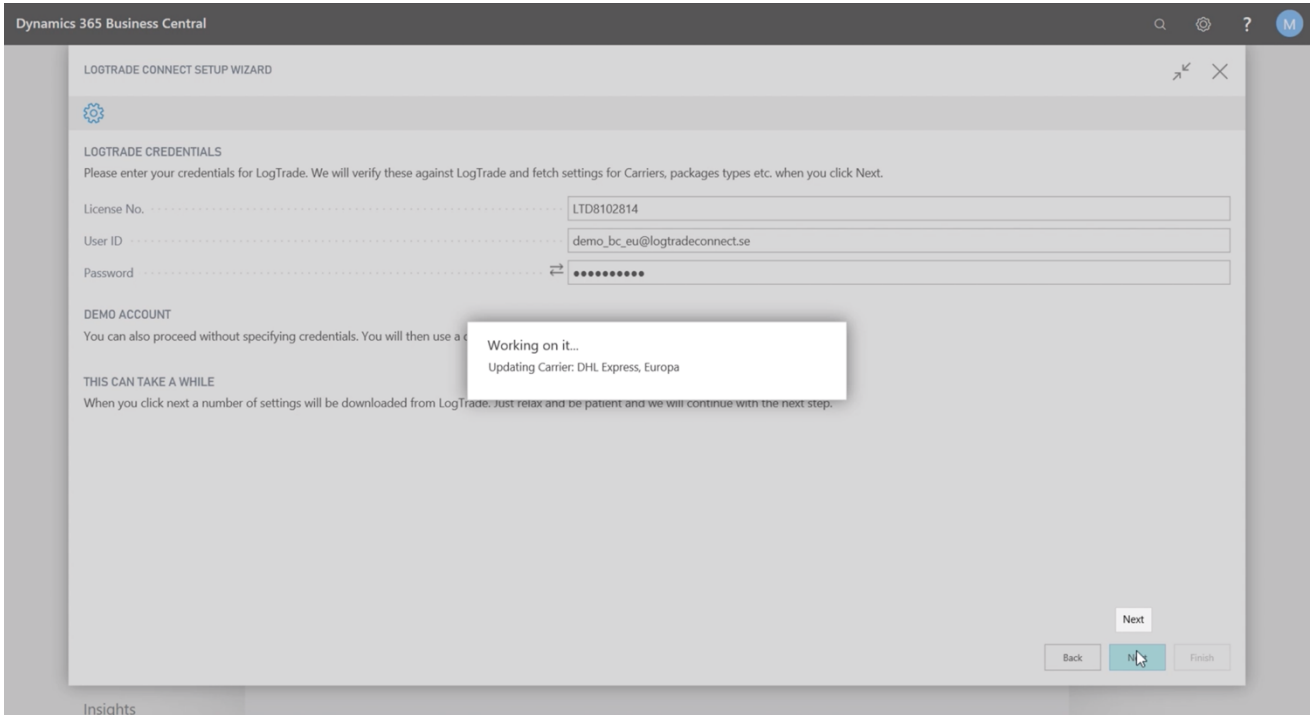 Dynamics 365 Business Central
?
M
LOGTRADE CONNECT SETUP WIZARD
LOGTRADE CREDENTIALS
Please enter your credentials for LogTrade. We will verify these against LogTrade and fetch settings for Carriers, packages types etc. when you click Next.
License No.
LTD8102814
User ID
demo_bc_eu@logtradeconnect.se
Password
••••••••••
DEMO ACCOUNT
You can also proceed without specifying credentials. You will then use a
Working on it...
Updating Carrier: DHL Express, Europa
THIS CAN TAKE A WHILE
When you click next a number of settings will be downloaded from LogTrade. Just relax and be patient and we will continue with the next step.
Next
Back
Next
Finish
Insights